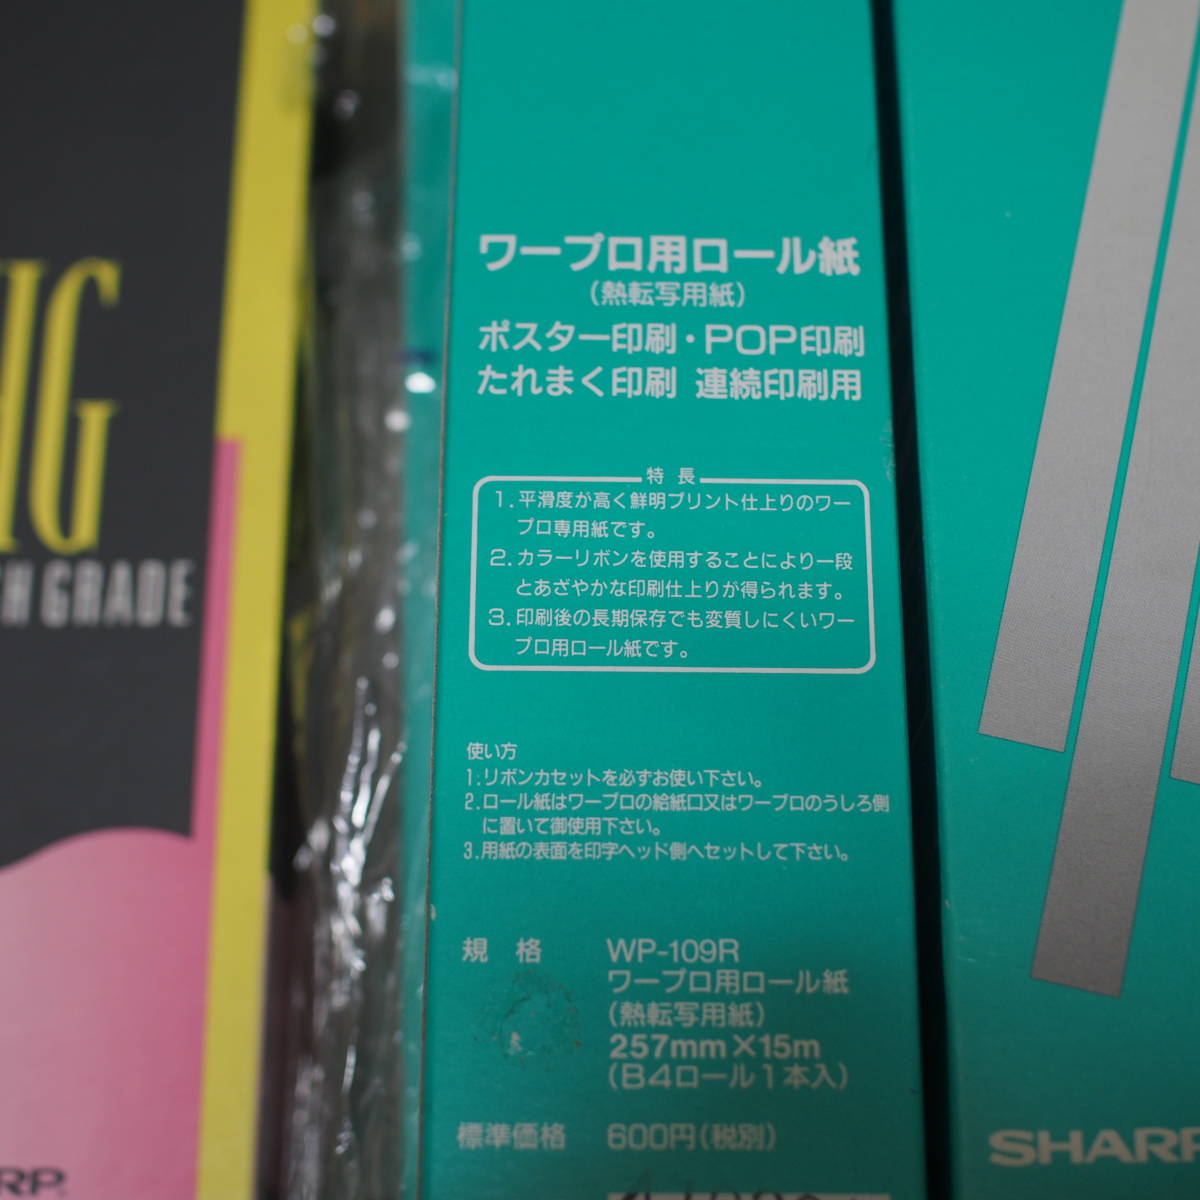 IG
GH GRADE
RP
ワープロ用ロール紙
(熱転写用紙)
ポスター印刷・POP印刷
たれまく印刷 連続印刷用
特長
1.平滑度が高く鮮明プリント仕上りのワー
プロ専用紙です。
2.カラーリボンを使用することにより一段
とあざやかな印刷仕上りが得られます。
3.印刷後の長期保存でも変質しにくいワー
プロ用ロール紙です。
使い方
1.リボンカセットを必ずお使い下さい。
2.ロール紙はワープロの給紙口又はワープロのうしろ側
に置いて御使用下さい。
3.用紙の表面を印字ヘッド側へセットして下さい。
規格 WP-109R
ワープロ用ロール紙
(熱転写用紙)
257mm×15m
(B4ロール1本入)
標準価格 600円(税別)
SHARP